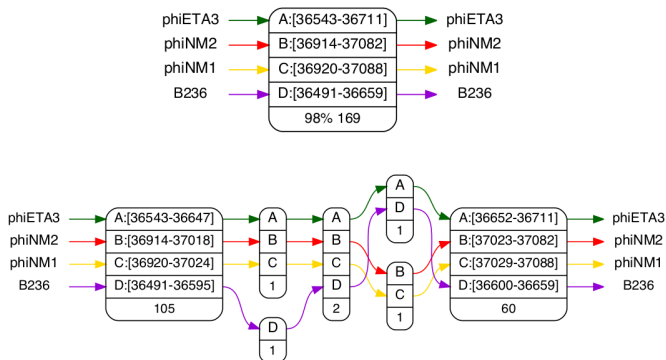 phiETA3 A:[36543-36711] phiETA3
phiNM2 B:[36914-37082] phiNM2
phiNM1 C:[36920-37088] phiNM1
B236 D:[36491-36659] B236
98% 169
A
D
1
phiETA3 A:[36543-36647] A A A:[36652-36711] phiETA3
phiNM2 B:[36914-37018] B B B:[37023-37082] phiNM2
phiNM1 C:[36920-37024] C C C:[37029-37088] phiNM1
B236 D:[36491-36595] 1 D D:[36600-36659] B236
105 2 60
B
C
1
D
1